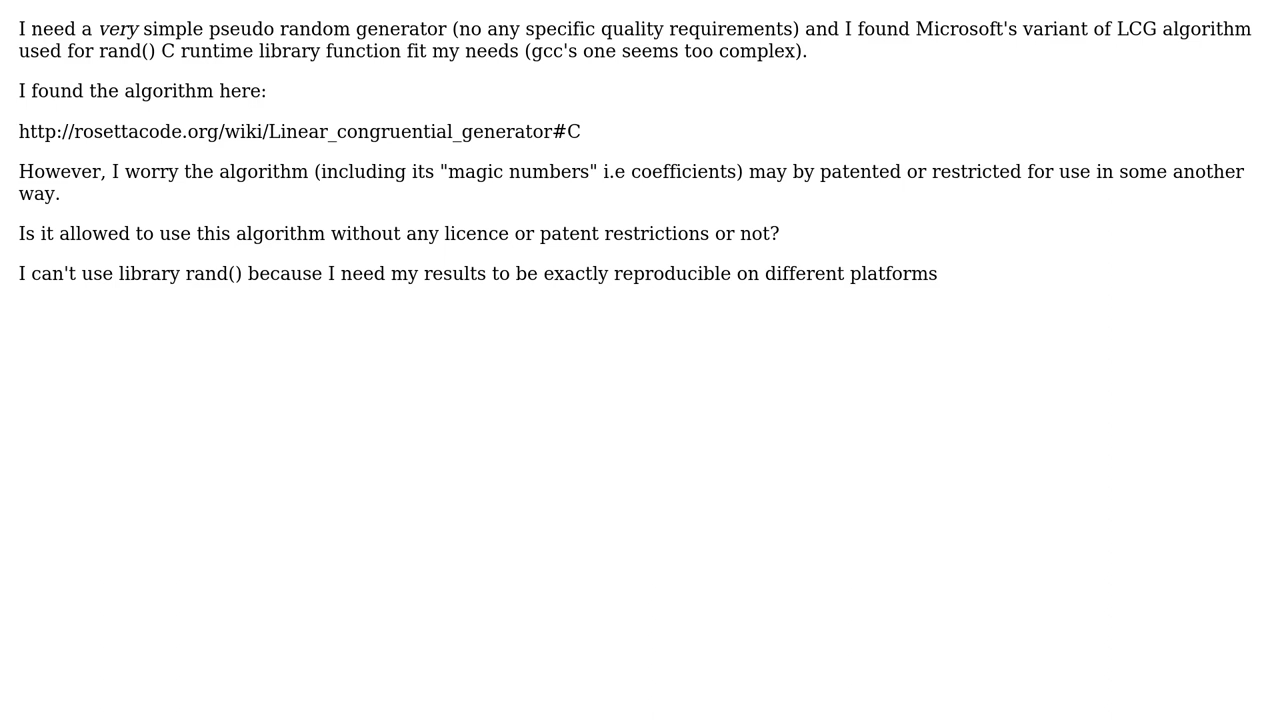 I need a very simple pseudo random generator (no any specific quality requirements) and I found Microsoft's variant of LCG algorithm
used for rand() C runtime library function fit my needs (gcc's one seems too complex).
I found the algorithm here:
http://rosettacode.org/wiki/Linear_congruential_generator#C
However, I worry the algorithm (including its "magic numbers" i.e coefficients) may by patented or restricted for use in some another
way.
Is it allowed to use this algorithm without any licence or patent restrictions or not?
I can't use library rand() because I need my results to be exactly reproducible on different platforms